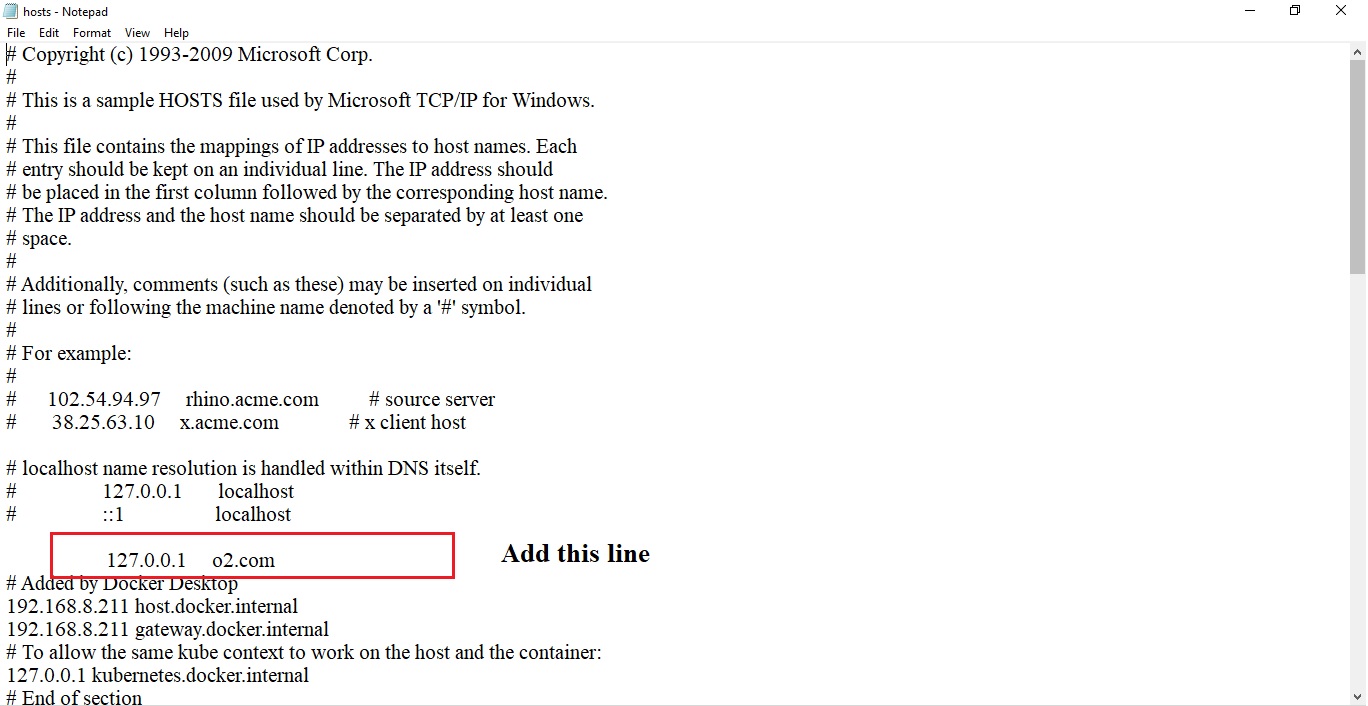 hosts - Notepad
File Edit Format View Help
# Copyright (c) 1993-2009 Microsoft Corp.
#
# This is a sample HOSTS file used by Microsoft TCP/IP for Windows.
#
# This file contains the mappings of IP addresses to host names. Each
# entry should be kept on an individual line. The IP address should
# be placed in the first column followed by the corresponding host name.
# The IP address and the host name should be separated by at least one
# space.
#
# Additionally, comments (such as these) may be inserted on individual
# lines or following the machine name denoted by a '#' symbol.
#
# For example:
#
# 102.54.94.97 rhino.acme.com # source server
# 38.25.63.10 x.acme.com # x client host
# localhost name resolution is handled within DNS itself.
# 127.0.0.1 localhost
# ::1 localhost
127.0.0.1 o2.com
Add this line
# Added by Docker Desktop
192.168.8.211 host.docker.internal
192.168.8.211 gateway.docker.internal
# To allow the same kube context to work on the host and the container:
127.0.0.1 kubernetes.docker.internal
# End of section